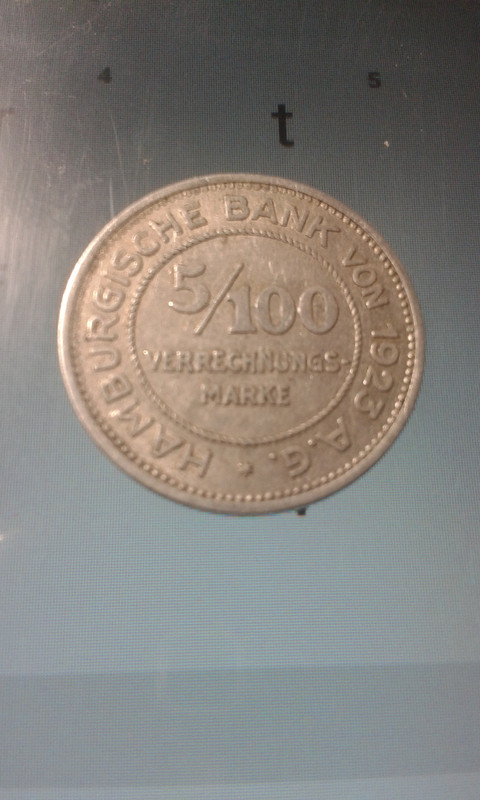 4
5
t
HAMBURGISCHE BANK VON 1923 A.G. *
5/100
VERRECHNUNGS-
MARKE